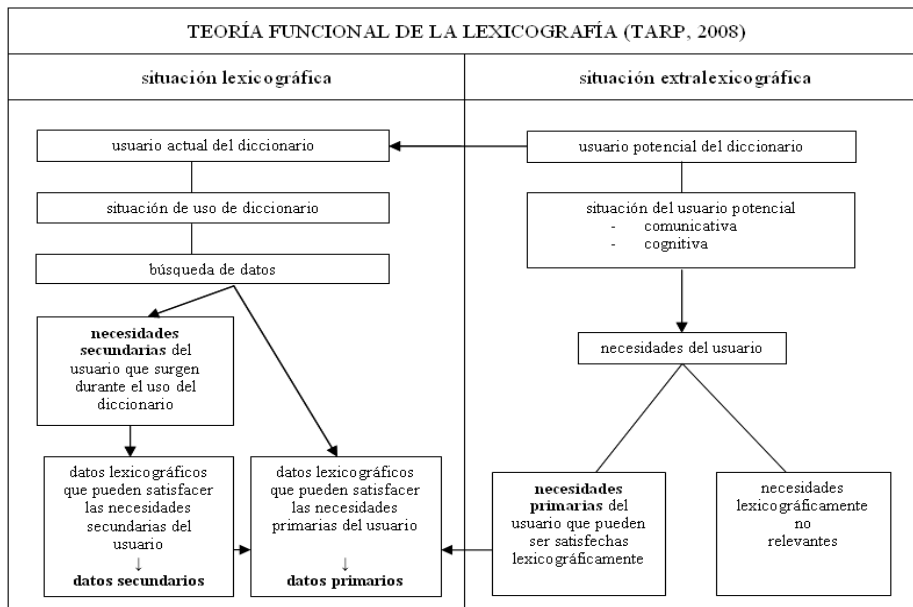 TEORÍA FUNCIONAL DE LA LEXICOGRAFÍA (TARP, 2008)
situación lexicográfica
usuario actual del diccionario
situación de uso de diccionario
búsqueda de datos
necesidades
secundarias del
usuario que surgen
durante el uso del
diccionario
datos lexicográficos
que pueden satisfacer
las necesidades
secundarias del
usuario
↓
datos secundarios
datos lexicográficos
que pueden satisfacer
las necesidades
primarias del usuario
↓
datos primarios
situación extralexicográfica
usuario potencial del diccionario
situación del usuario potencial
- comunicativa
- cognitiva
necesidades del usuario
necesidades
primarias del
usuario que pueden
ser satisfechas
lexicográficamente
necesidades
lexicográficamente
no
relevantes